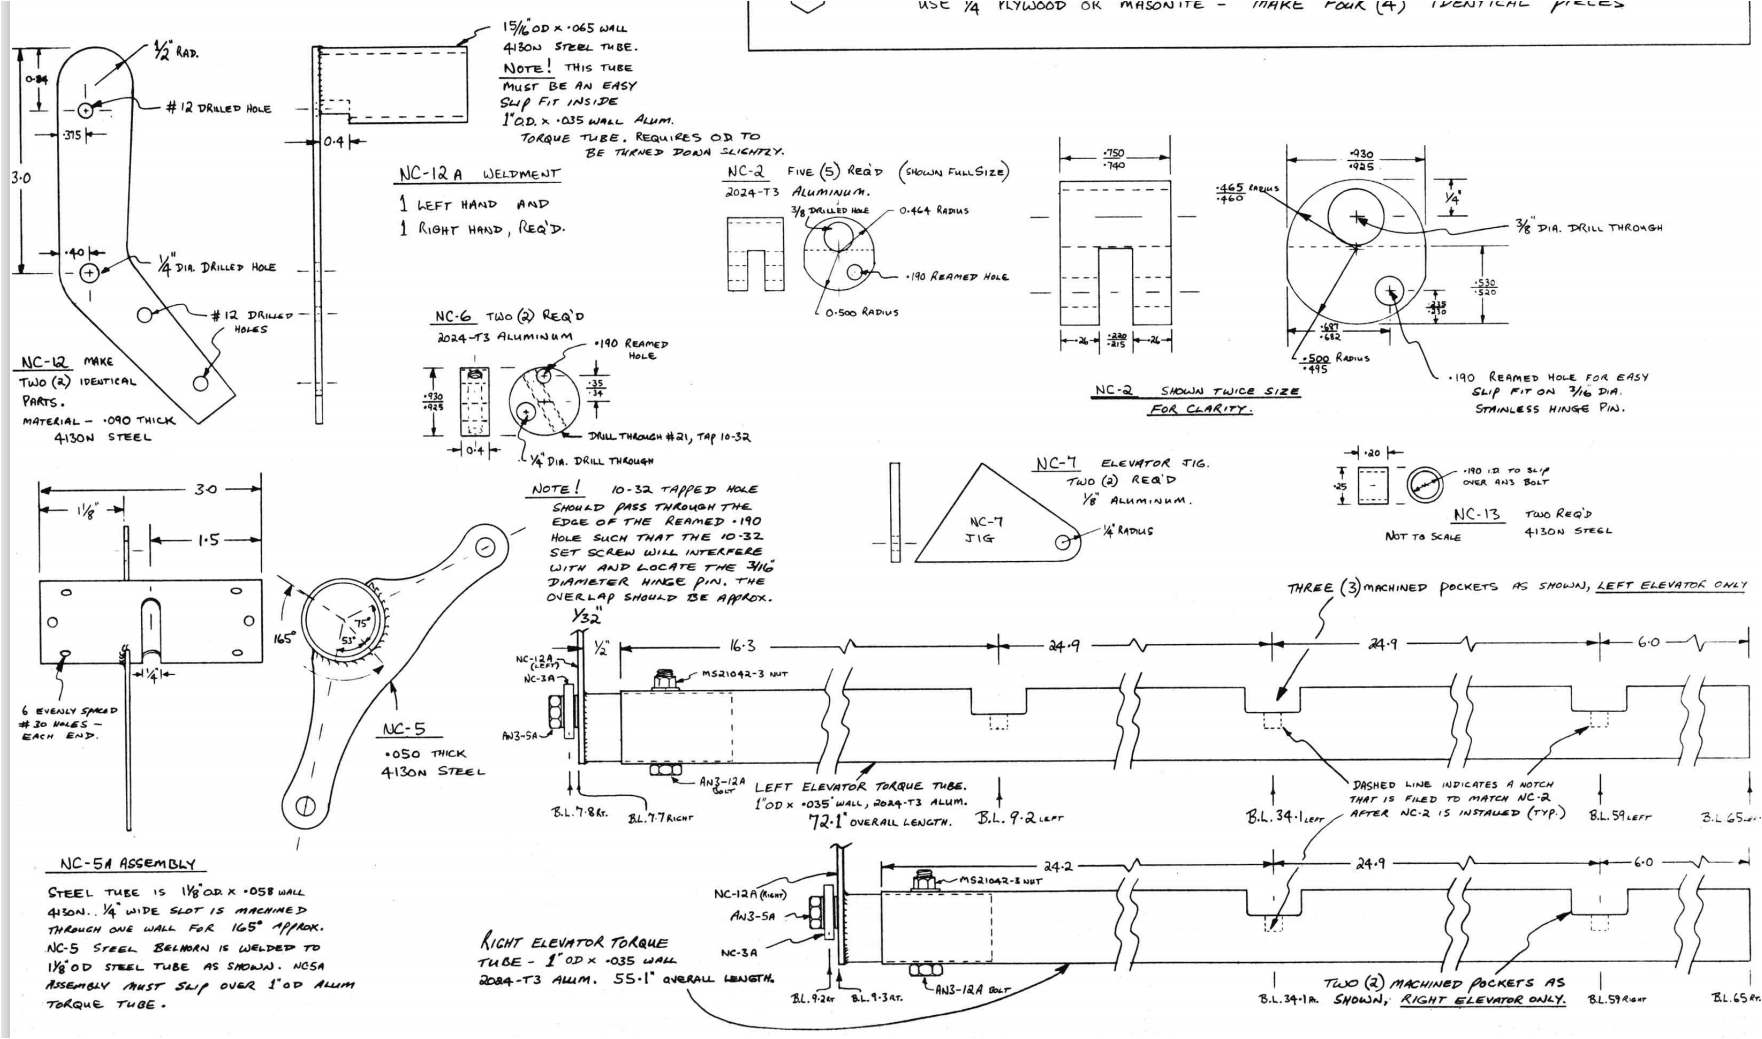 USE 1/4 PLYWOOD OR MASONITE - MAKE FOUR (4) IDENTICAL PIECES
1/2" RAD.
0.84
#12 DRILLED HOLE
.375
3.0
.40
1/4" DIA. DRILLED HOLE
#12 DRILLED
HOLES
NC-12 MAKE
TWO (2) IDENTICAL
PARTS.
MATERIAL - .090 THICK
4130N STEEL
15/16" OD X .065 WALL
4130N STEEL TUBE.
NOTE! THIS TUBE
MUST BE AN EASY
SLIP FIT INSIDE
1" O.D. X .035 WALL ALUM.
TORQUE TUBE. REQUIRES OD TO
BE TURNED DOWN SLIGHTLY.
0.4
NC-12A WELDMENT
1 LEFT HAND AND
1 RIGHT HAND, REQ'D.
NC-2 FIVE (5) REQ'D (SHOWN FULL SIZE)
2024-T3 ALUMINUM.
3/8 DRILLED HOLE
0.464 RADIUS
.190 REAMED HOLE
0.500 RADIUS
.750
.740
.26
.220
.215
.26
.930
.925
.465 RADIUS
.460
1/4"
3/8" DIA. DRILL THROUGH
.530
.520
.235
.230
.687
.682
.500 RADIUS
.495
.190 REAMED HOLE FOR EASY
SLIP FIT ON 3/16 DIA.
STAINLESS HINGE PIN.
NC-2 SHOWN TWICE SIZE
FOR CLARITY.
NC-6 TWO (2) REQ'D
2024-T3 ALUMINUM
.190 REAMED
HOLE
.930
.925
.35
.34
0.4
DRILL THROUGH #21, TAP 10-32
1/4" DIA. DRILL THROUGH
NOTE! 10-32 TAPPED HOLE
SHOULD PASS THROUGH THE
EDGE OF THE REAMED .190
HOLE SUCH THAT THE 10-32
SET SCREW WILL INTERFERE
WITH AND LOCATE THE 3/16"
DIAMETER HINGE PIN. THE
OVERLAP SHOULD BE APPROX.
1/32"
NC-7 ELEVATOR JIG.
TWO (2) REQ'D
1/8" ALUMINUM.
NC-7
JIG
1/4" RADIUS
.20
.25
.190 I.D TO SLIP
OVER AN3 BOLT
NC-13 TWO REQ'D
4130N STEEL
NOT TO SCALE
3.0
1 1/8"
1.5
1/4"
6 EVENLY SPACED
#30 HOLES -
EACH END.
165°
75°
53°
NC-5
.050 THICK
4130N STEEL
NC-5A ASSEMBLY
STEEL TUBE IS 1 1/8" O.D. X .058 WALL
4130N.. 1/4" WIDE SLOT IS MACHINED
THROUGH ONE WALL FOR 165° APPROX.
NC-5 STEEL BELHORN IS WELDED TO
1 1/8" OD STEEL TUBE AS SHOWN. NC5A
ASSEMBLY MUST SLIP OVER 1" OD ALUM
TORQUE TUBE.
THREE (3) MACHINED POCKETS AS SHOWN, LEFT ELEVATOR ONLY
1/2"
16.3
24.9
24.9
6.0
NC-12A
(LEFT)
NC-3A
AN3-5A
MS21042-3 NUT
AN3-12A
BOLT
B.L. 7.8 RT.
B.L. 7.7 RIGHT
LEFT ELEVATOR TORQUE TUBE.
1" OD X .035" WALL, 2024-T3 ALUM.
72.1" OVERALL LENGTH.
B.L. 9.2 LEFT
B.L. 34.1 LEFT
DASHED LINE INDICATES A NOTCH
THAT IS FILED TO MATCH NC-2
AFTER NC-2 IS INSTALLED (TYP.)
B.L. 59 LEFT
B.L 65
24.2
24.9
6.0
NC-12A (RIGHT)
AN3-5A
NC-3A
MS21042-3 NUT
AN3-12A BOLT
B.L. 9.2 RT
B.L. 9.3 RT.
RIGHT ELEVATOR TORQUE
TUBE - 1" OD X .035 WALL
2024-T3 ALUM. 55.1" OVERALL LENGTH.
B.L. 34.1 R.
TWO (2) MACHINED POCKETS AS
SHOWN, RIGHT ELEVATOR ONLY.
B.L. 59 RIGHT
B.L. 65 RT.